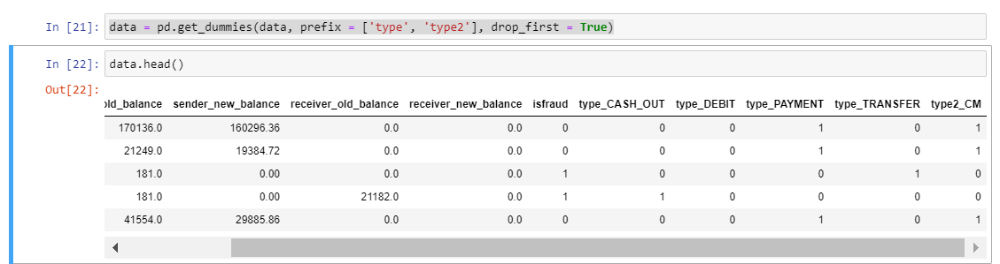 In [21]: data = pd.get_dummies(data, prefix = ['type', 'type2'], drop_first = True)
In [22]: data.head()
Out[22]:
old_balance sender_new_balance receiver_old_balance receiver_new_balance isfraud type_CASH_OUT type_DEBIT type_PAYMENT type_TRANSFER type2_CM
170136.0 160296.36 0.0 0.0 0 0 0 1 0 1
21249.0 19384.72 0.0 0.0 0 0 0 1 0 1
181.0 0.00 0.0 0.0 1 0 0 0 1 0
181.0 0.00 21182.0 0.0 1 1 0 0 0 0
41554.0 29885.86 0.0 0.0 0 0 0 1 0 1